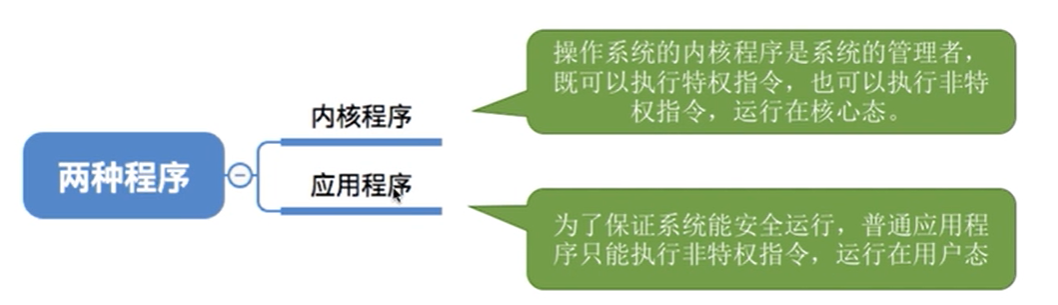 两种程序
内核程序
操作系统的内核程序是系统的管理者，
既可以执行特权指令，也可以执行非特
权指令，运行在核心态。
应用程序
为了保证系统能安全运行，普通应用程
序只能执行非特权指令，运行在用户态